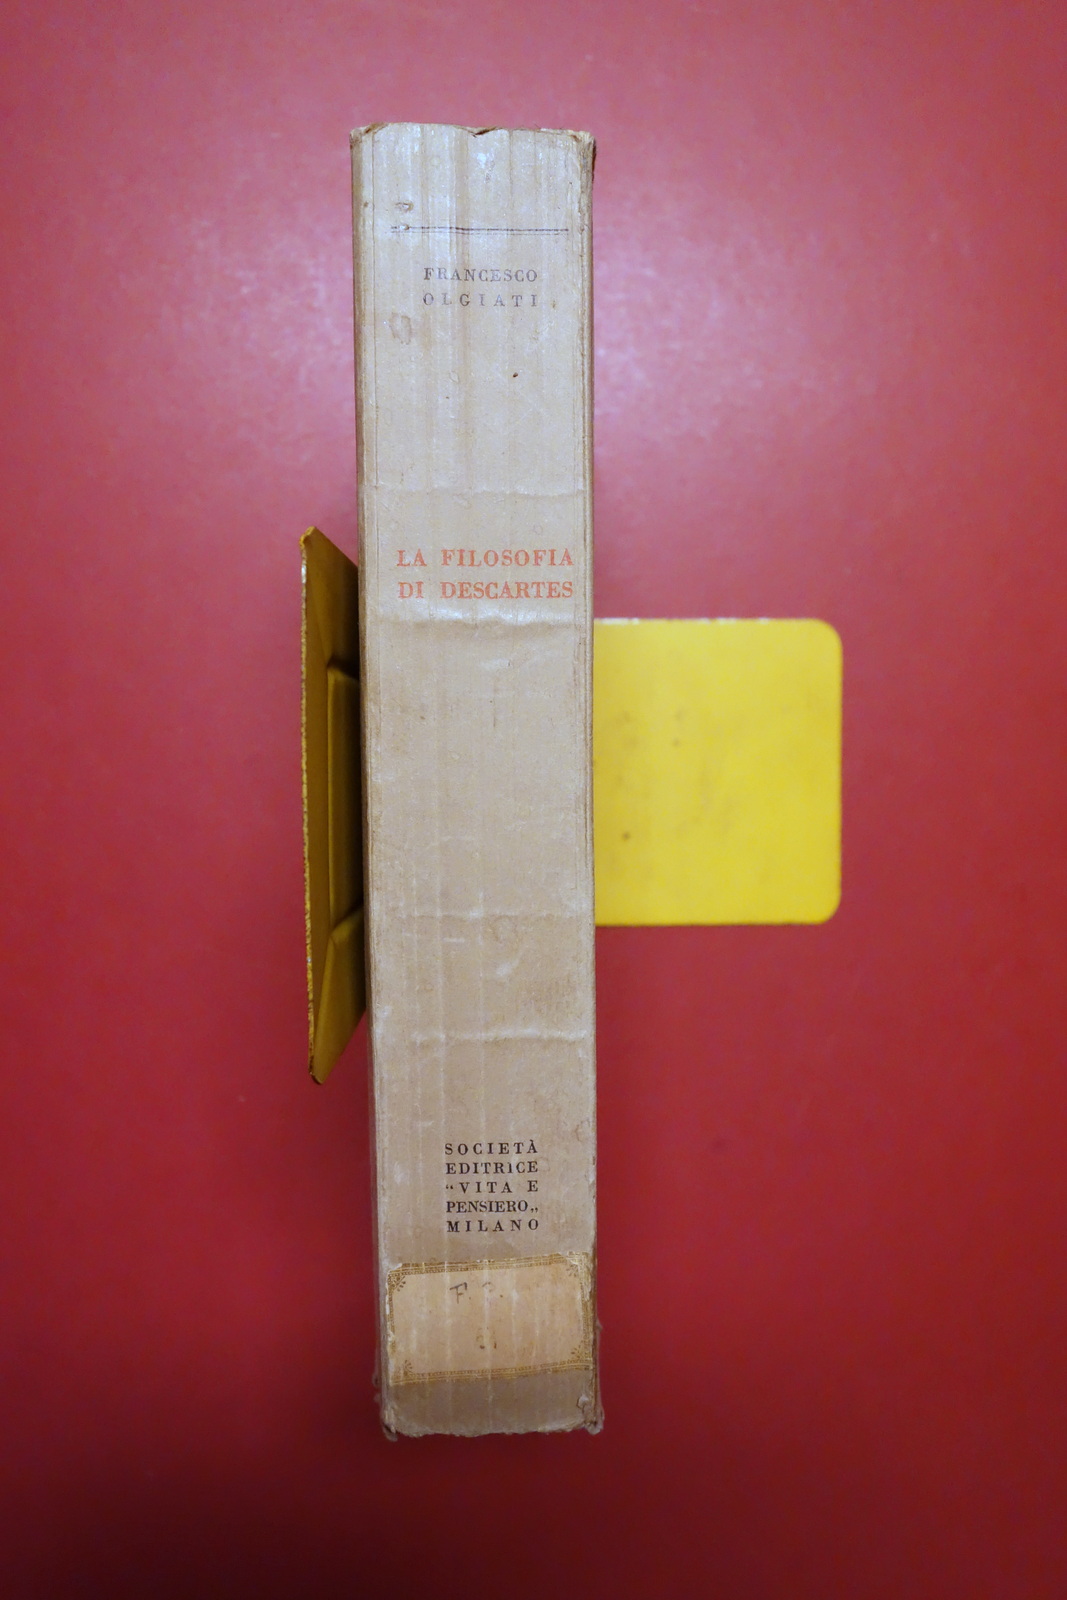 FRANCESCO
OLGIATI
LA FILOSOFIA
DI DESCARTES
SOCIETÀ
EDITRICE
“VITA E
PENSIERO„
MILANO
F.